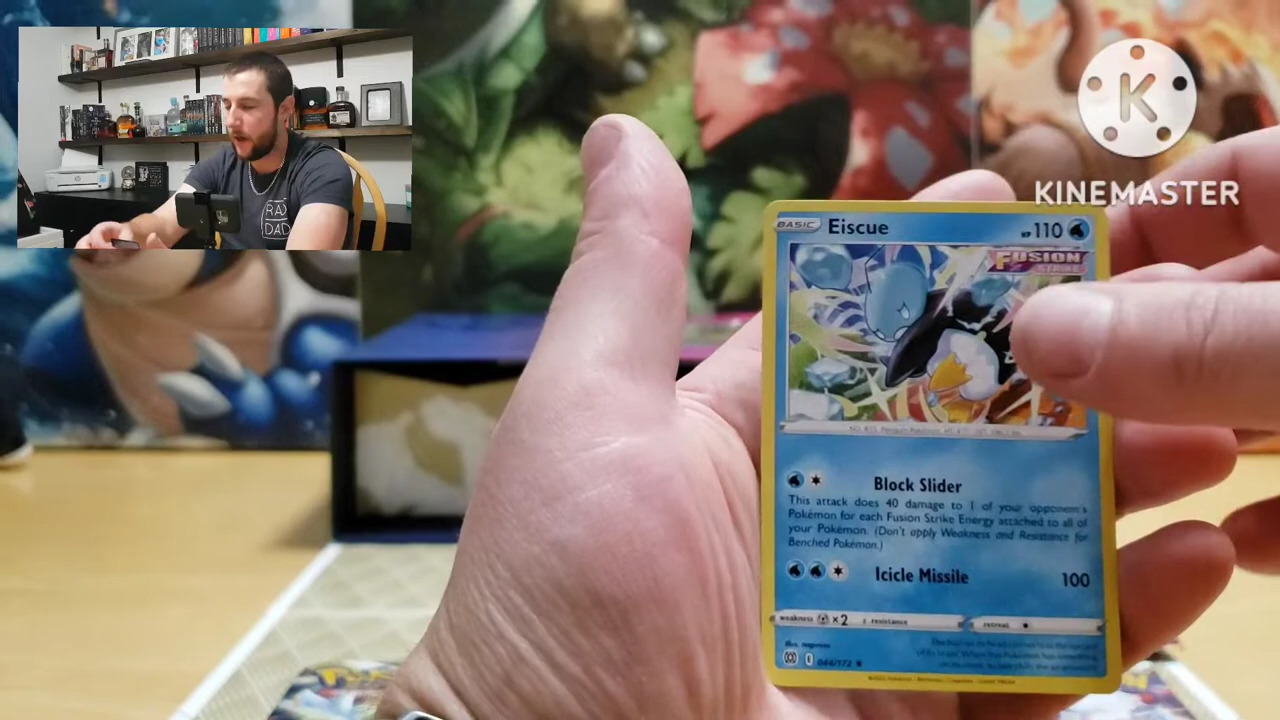 K
KINEMASTER
RAD
DAD
BASIC Eiscue HP 110
FUSION
STRIKE
Block Slider
This attack does 40 damage to 1 of your opponent's
Pokémon for each Fusion Strike Energy attached to all of
your Pokémon. (Don't apply Weakness and Resistance for
Benched Pokémon.)
Icicle Missile 100
weakness ×2 resistance retreat
044/172